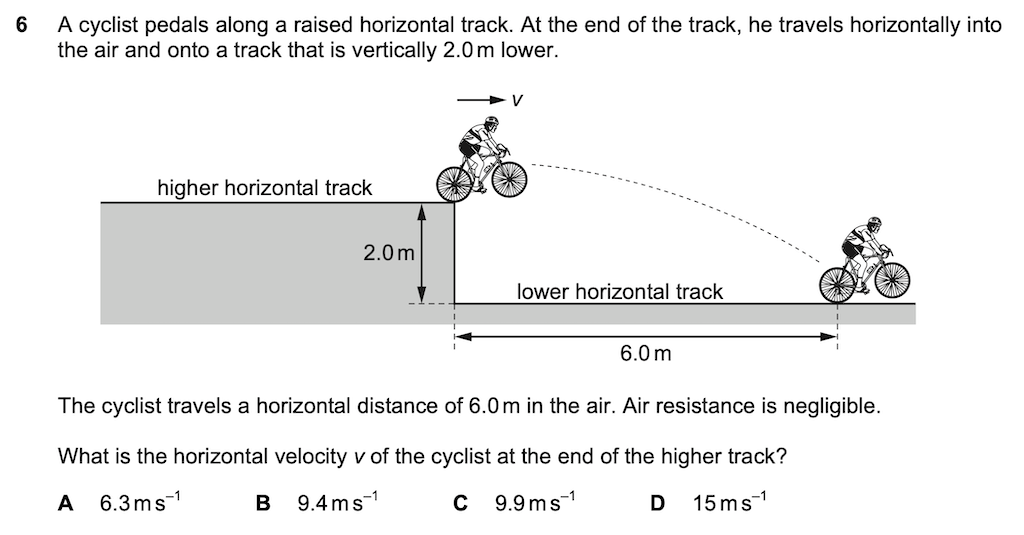 6 A cyclist pedals along a raised horizontal track. At the end of the track, he travels horizontally into
the air and onto a track that is vertically 2.0 m lower.
v
higher horizontal track
2.0 m
lower horizontal track
6.0 m
The cyclist travels a horizontal distance of 6.0 m in the air. Air resistance is negligible.
What is the horizontal velocity v of the cyclist at the end of the higher track?
A 6.3 m s⁻¹ B 9.4 m s⁻¹ C 9.9 m s⁻¹ D 15 m s⁻¹